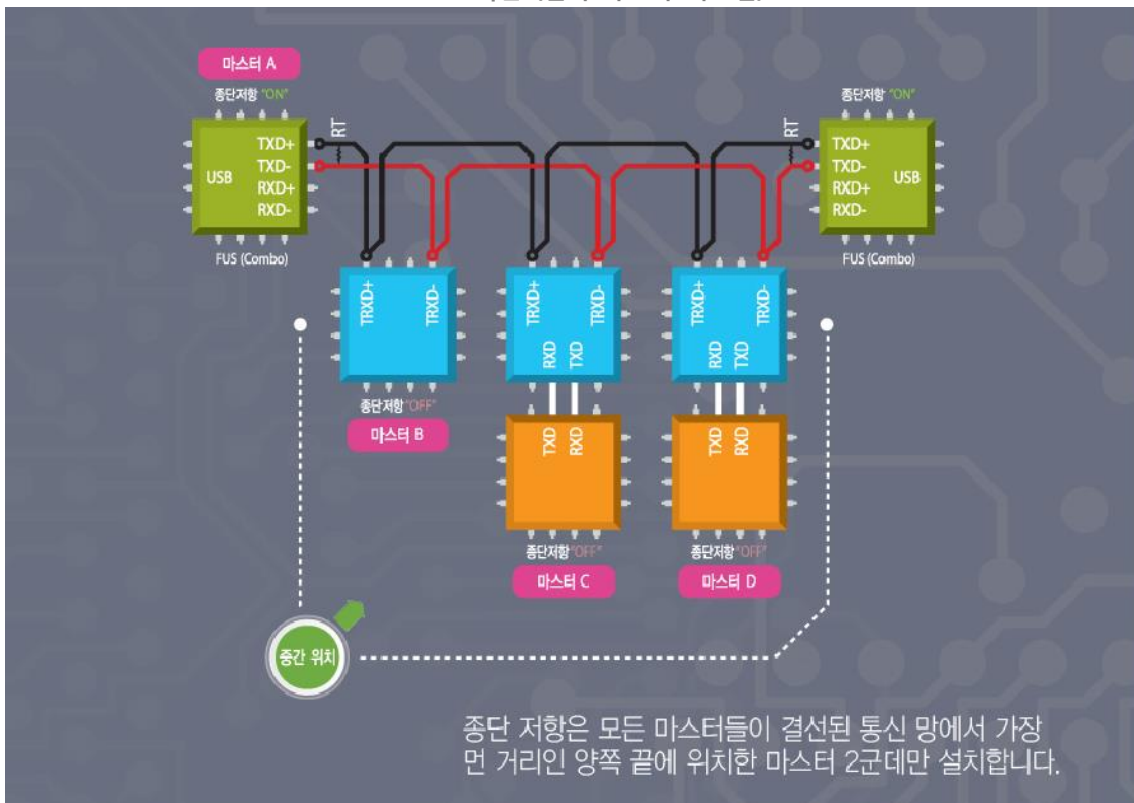 마스터 A
종단저항 "ON"
종단저항 "ON"
RT
RT
USB
TXD+
TXD-
RXD+
RXD-
TXD+
TXD-
RXD+
RXD-
USB
FUS (Combo)
FUS (Combo)
TRXD+
TRXD-
TRXD+
TRXD-
TRXD+
TRXD-
RXD
TXD
RXD
TXD
종단저항"OFF"
마스터 B
TXD
RXD
TXD
RXD
종단저항"OFF"
종단저항"OFF"
마스터 C
마스터 D
중간 위치
종단 저항은 모든 마스터들이 결선된 통신 망에서 가장
먼 거리인 양쪽 끝에 위치한 마스터 2군데만 설치합니다.